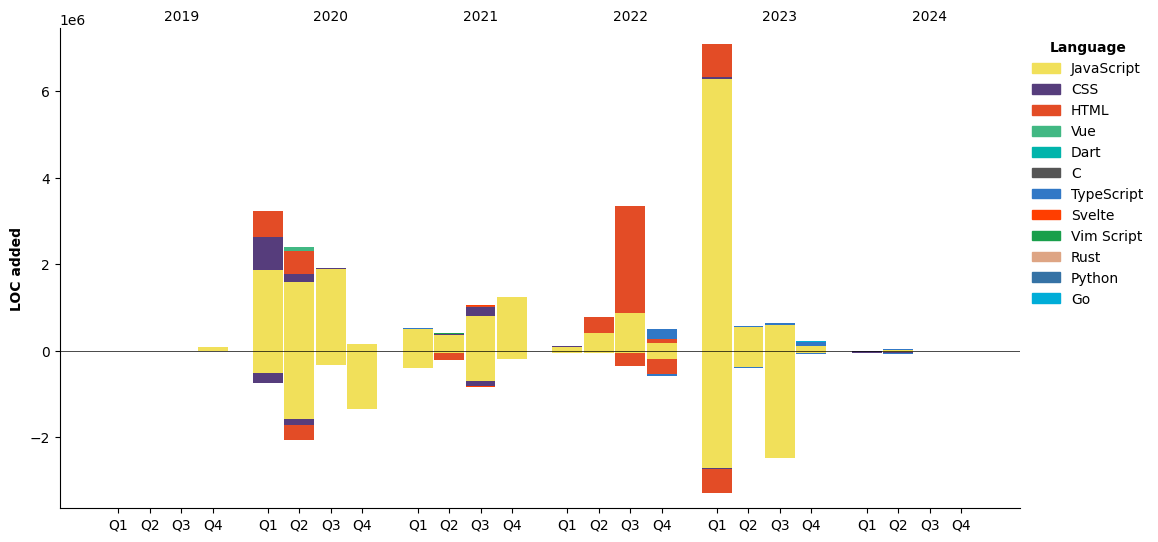 1e6
2019 2020 2021 2022 2023 2024
LOC added
6
4
2
0
−2
Q1 Q2 Q3 Q4 Q1 Q2 Q3 Q4 Q1 Q2 Q3 Q4 Q1 Q2 Q3 Q4 Q1 Q2 Q3 Q4 Q1 Q2 Q3 Q4
Language
JavaScript
CSS
HTML
Vue
Dart
C
TypeScript
Svelte
Vim Script
Rust
Python
Go